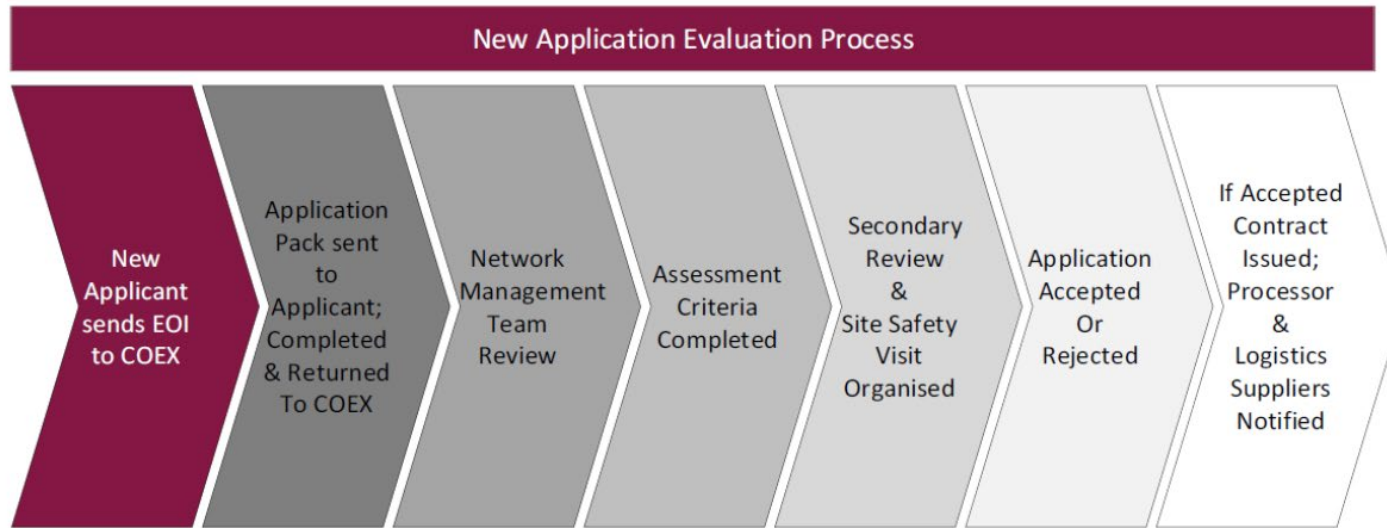 New Application Evaluation Process
New
Applicant
sends EOI
to COEX
Application
Pack sent
to
Applicant;
Completed
& Returned
To COEX
Network
Management
Team
Review
Assessment
Criteria
Completed
Secondary
Review
&
Site Safety
Visit
Organised
Application
Accepted
Or
Rejected
If Accepted
Contract
Issued;
Processor
&
Logistics
Suppliers
Notified